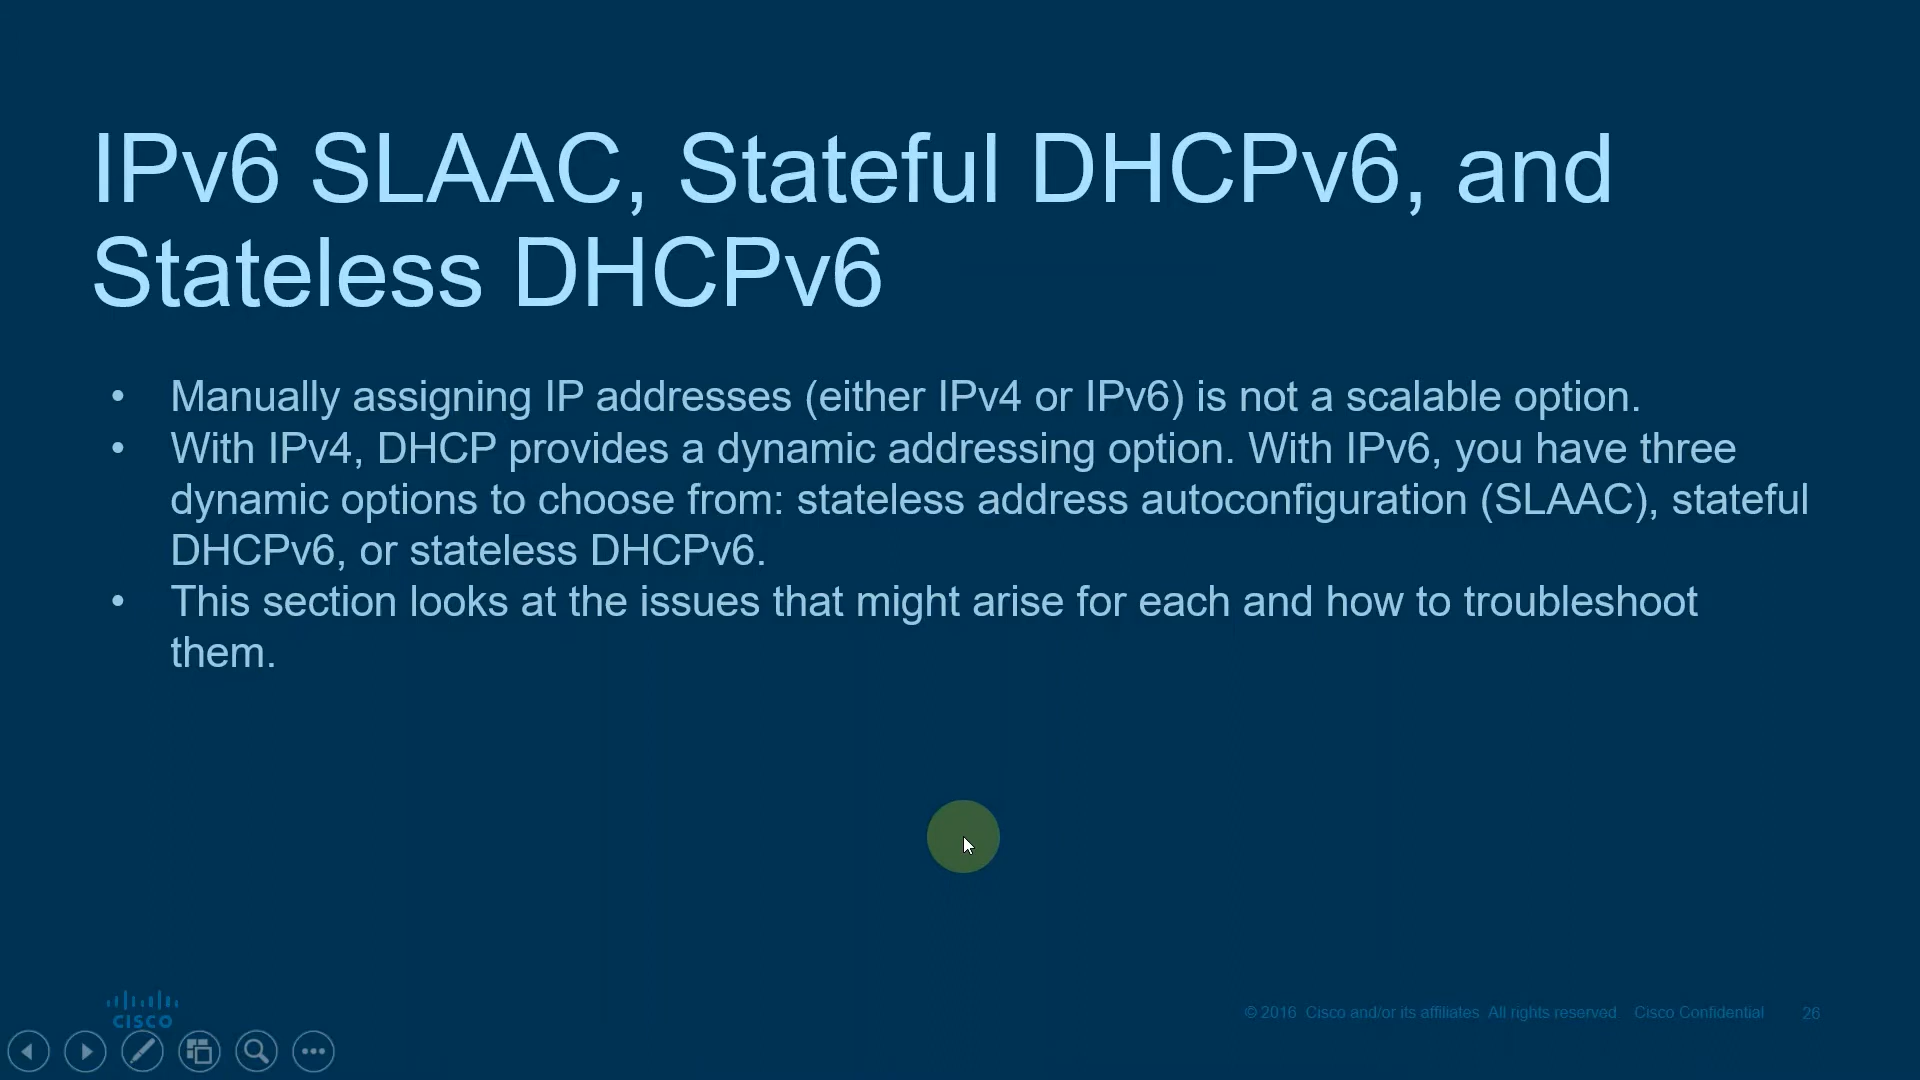 IPv6 SLAAC, Stateful DHCPv6, and
Stateless DHCPv6
• Manually assigning IP addresses (either IPv4 or IPv6) is not a scalable option.
• With IPv4, DHCP provides a dynamic addressing option. With IPv6, you have three
dynamic options to choose from: stateless address autoconfiguration (SLAAC), stateful
DHCPv6, or stateless DHCPv6.
• This section looks at the issues that might arise for each and how to troubleshoot
them.
CISCO
© 2016 Cisco and/or its affiliates All rights reserved Cisco Confidential 26